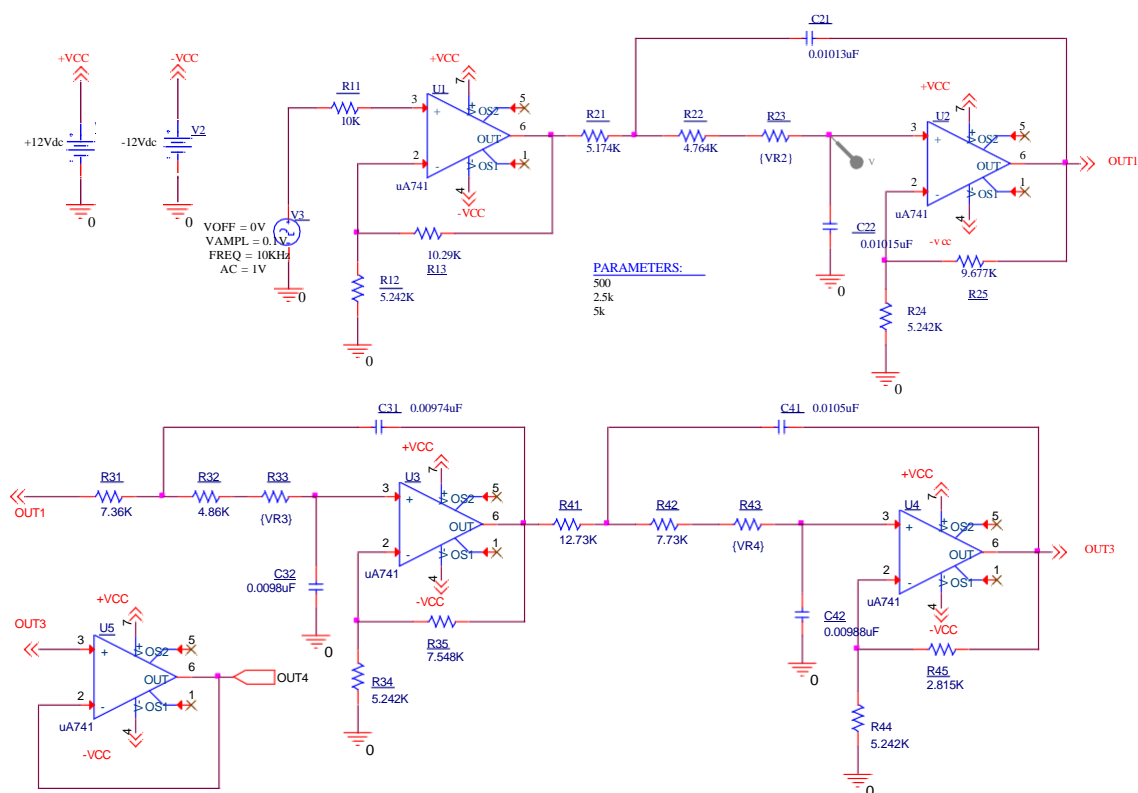 C21
0.01013uF
+VCC
-VCC
+12Vdc
-12Vdc
V2
0
0
R11
10K
+VCC
U1
7
3
+
V+
OS2
5
OUT
6
2
-
V-
OS1
1
4
uA741
-VCC
V3
VOFF = 0V
VAMPL = 0.1V
FREQ = 10KHz
AC = 1V
0
10.29K
R13
R12
5.242K
0
R21
5.174K
R22
4.764K
R23
{VR2}
V
C22
0.01015uF
0
PARAMETERS:
500
2.5k
5k
+VCC
U2
7
3
+
V+
OS2
5
OUT
6
OUT1
2
-
V-
OS1
1
4
uA741
-vcc
9.677K
R25
R24
5.242K
0
C31 0.00974uF
OUT1
R31
7.36K
R32
4.86K
R33
{VR3}
C32
0.0098uF
0
+VCC
U3
7
3
+
V+
OS2
5
OUT
6
2
-
V-
OS1
1
4
uA741
-VCC
R35
7.548K
R34
5.242K
0
C41 0.0105uF
R41
12.73K
R42
7.73K
R43
{VR4}
C42
0.00988uF
0
+VCC
U4
7
3
+
V+
OS2
5
OUT
6
OUT3
2
-
V-
OS1
1
4
uA741
-VCC
R45
2.815K
R44
5.242K
0
OUT3
+VCC
U5
7
3
+
V+
OS2
5
OUT
6
OUT4
2
-
V-
OS1
1
4
uA741
-VCC